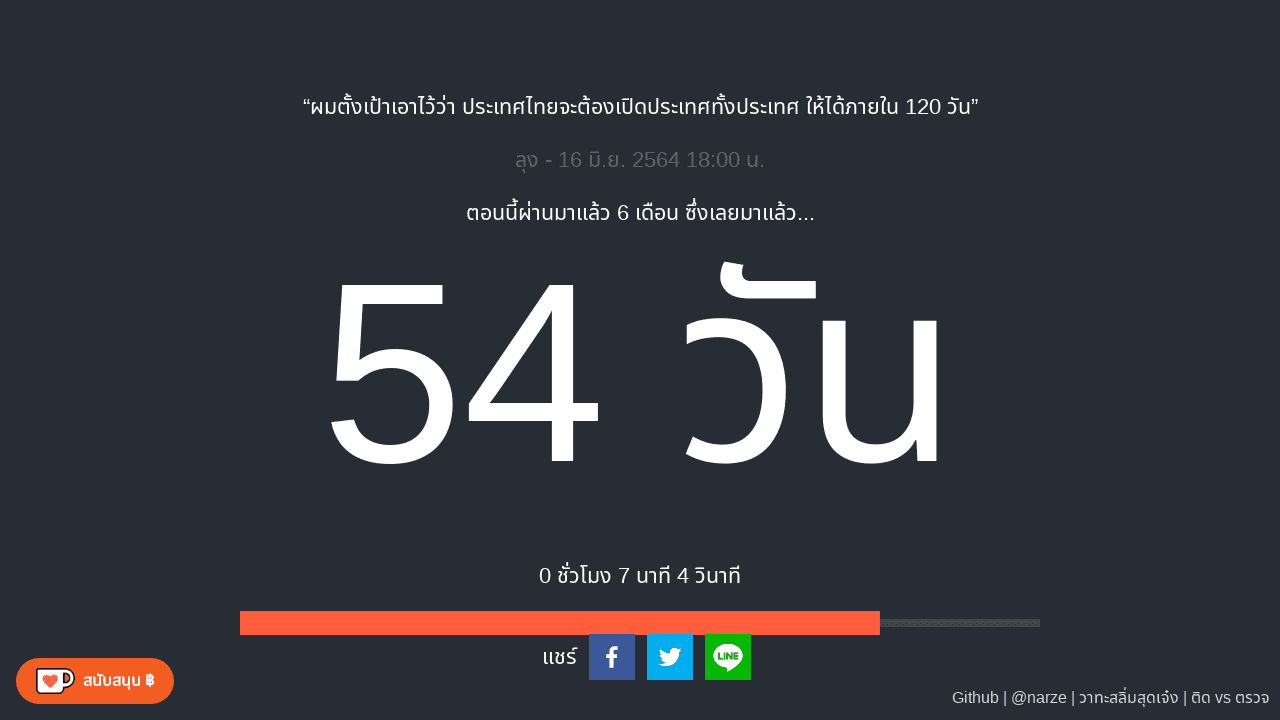 “ผมตั้งเป้าเอาไว้ว่า ประเทศไทยจะต้องเปิดประเทศทั้งประเทศ ให้ได้ภายใน 120 วัน”
ลุง - 16 มิ.ย. 2564 18:00 น.
ตอนนี้ผ่านมาแล้ว 6 เดือน ซึ่งเลยมาแล้ว...
54 วัน
0 ชั่วโมง 7 นาที 4 วินาที
แชร์ LINE
สนับสนุน ฿
Github | @narze | วาทะสลิ่มสุดเจ๋ง | ติด vs ตรวจ